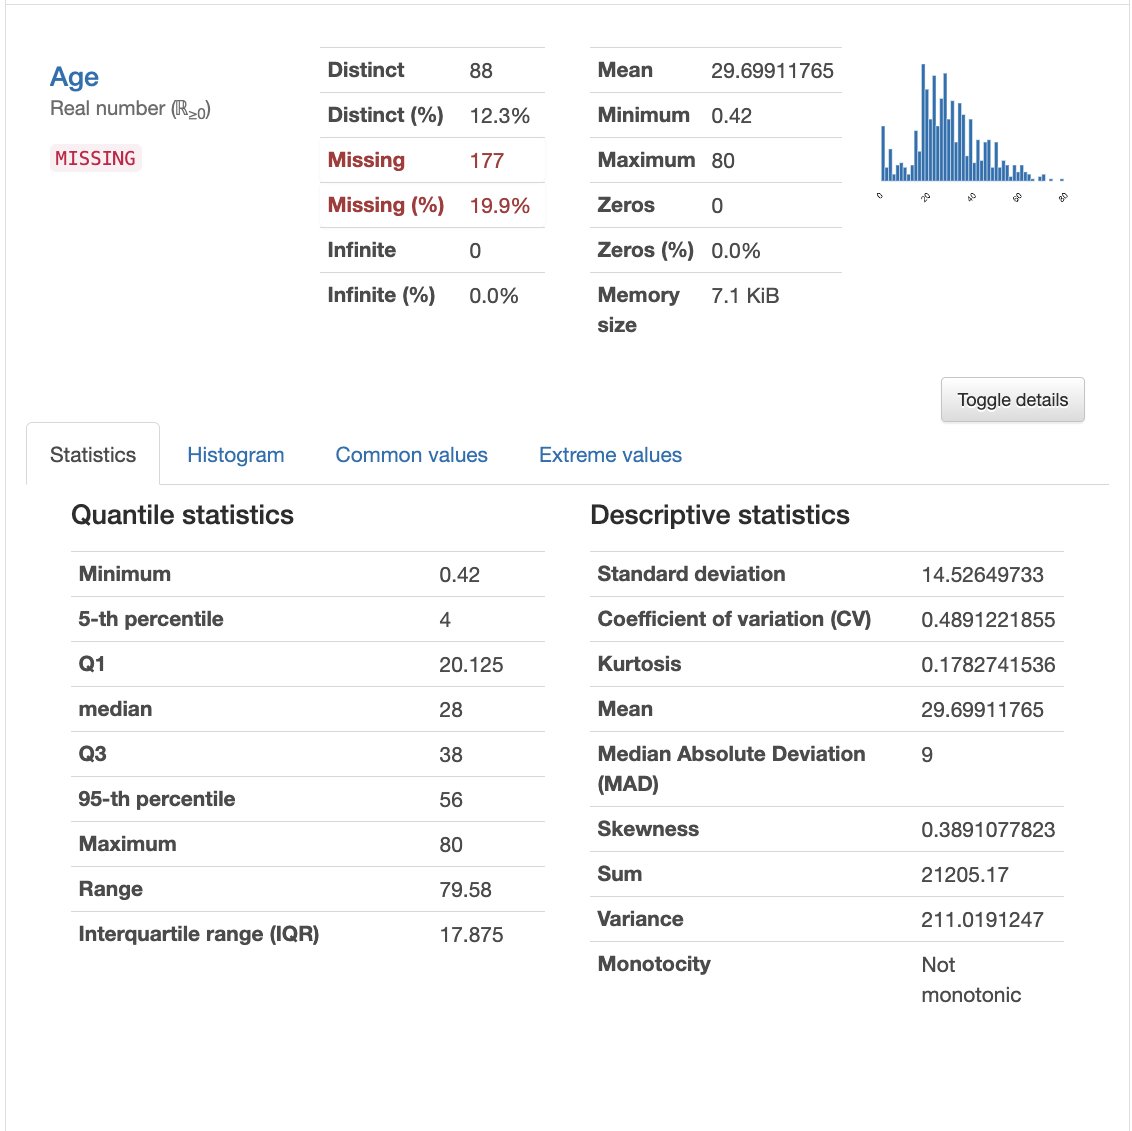 Age
Real number (ℝ≥0)
MISSING
Distinct 88
Distinct (%) 12.3%
Missing 177
Missing (%) 19.9%
Infinite 0
Infinite (%) 0.0%
Mean 29.69911765
Minimum 0.42
Maximum 80
Zeros 0
Zeros (%) 0.0%
Memory size 7.1 KiB
0 20 40 60 80
Toggle details
Statistics Histogram Common values Extreme values
Quantile statistics
Minimum 0.42
5-th percentile 4
Q1 20.125
median 28
Q3 38
95-th percentile 56
Maximum 80
Range 79.58
Interquartile range (IQR) 17.875
Descriptive statistics
Standard deviation 14.52649733
Coefficient of variation (CV) 0.4891221855
Kurtosis 0.1782741536
Mean 29.69911765
Median Absolute Deviation (MAD) 9
Skewness 0.3891077823
Sum 21205.17
Variance 211.0191247
Monotocity Not monotonic